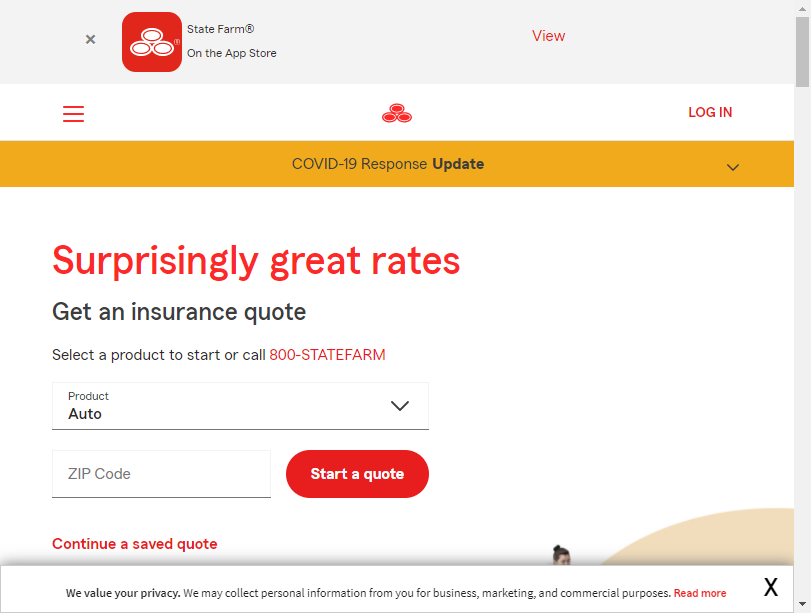 ×
State Farm®
On the App Store
View
LOG IN
COVID-19 Response Update
Surprisingly great rates
Get an insurance quote
Select a product to start or call 800-STATEFARM
Product
Auto
ZIP Code
Start a quote
Continue a saved quote
We value your privacy. We may collect personal information from you for business, marketing, and commercial purposes. Read more
X